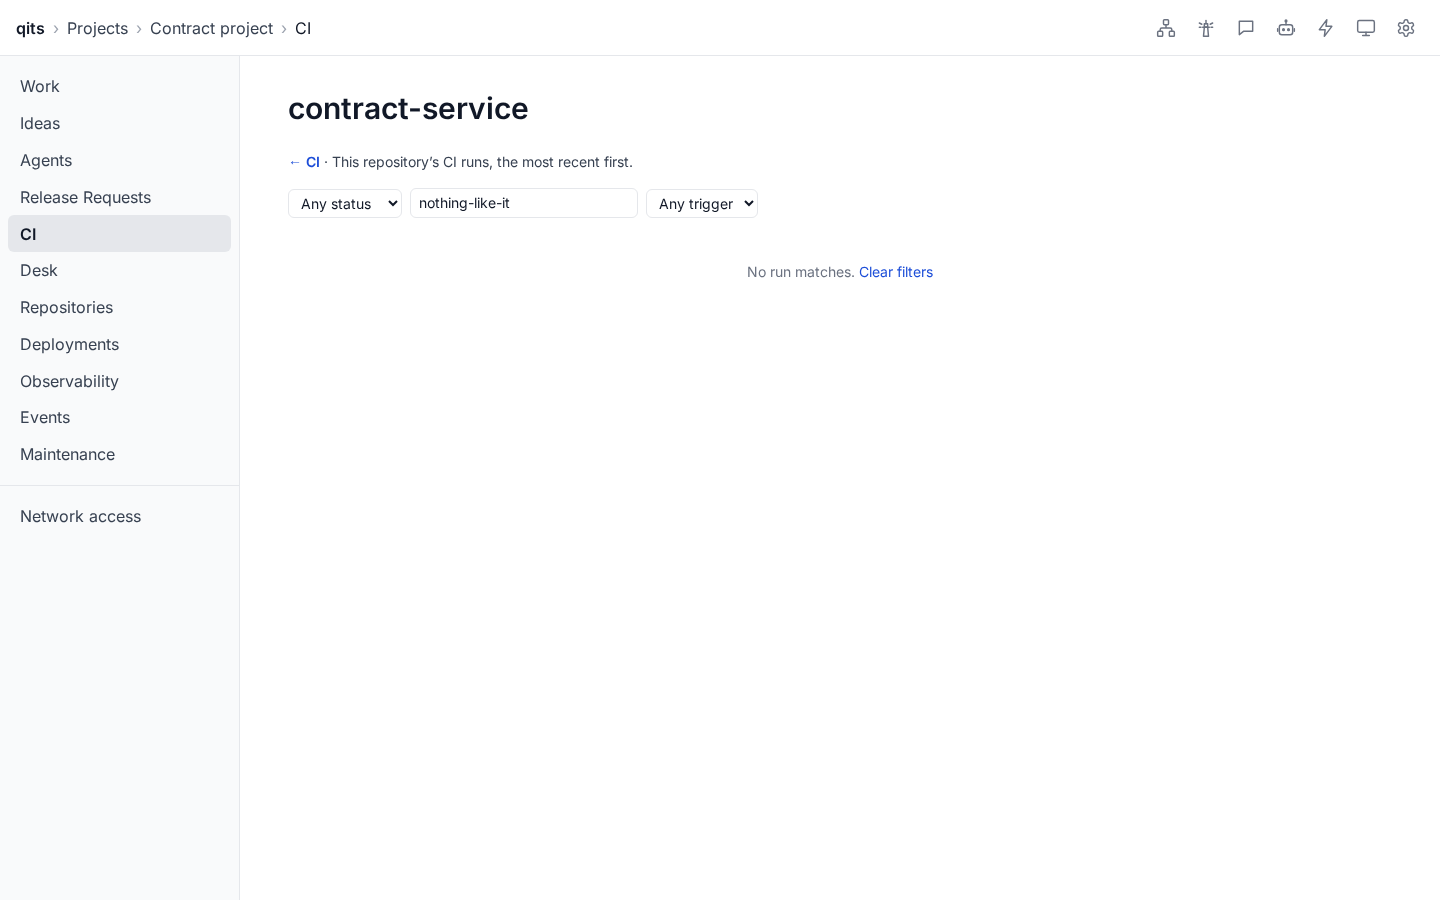 qits › Projects › Contract project › CI
Work
Ideas
Agents
Release Requests
CI
Desk
Repositories
Deployments
Observability
Events
Maintenance
Network access
contract-service
← CI · This repository’s CI runs, the most recent first.
Any status nothing-like-it Any trigger
No run matches. Clear filters